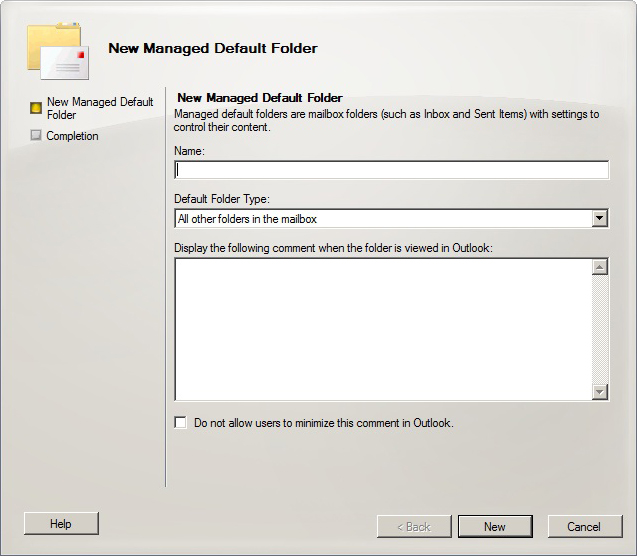 New Managed Default Folder
New Managed Default
Folder
Completion
New Managed Default Folder
Managed default folders are mailbox folders (such as Inbox and Sent Items) with settings to
control their content.
Name:
Default Folder Type:
All other folders in the mailbox
Display the following comment when the folder is viewed in Outlook:
Do not allow users to minimize this comment in Outlook.
Help
< Back
New
Cancel